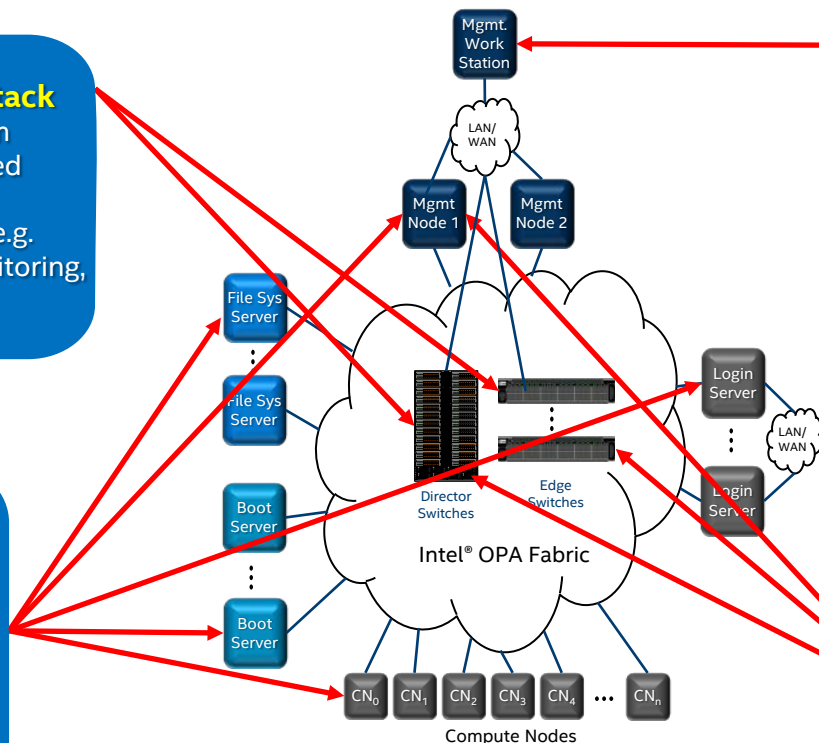 Mgmt.
Work
Station
LAN/
WAN
tack
ed
e.g.
itoring,
Mgmt
Node 1
Mgmt
Node 2
File Sys
Server
File Sys
Server
Login
Server
LAN/
WAN
Login
Server
Director
Switches
Edge
Switches
Boot
Server
Intel® OPA Fabric
Boot
Server
CN₀
CN₁
CN₂
CN₃
CN₄
...
CNₙ
Compute Nodes